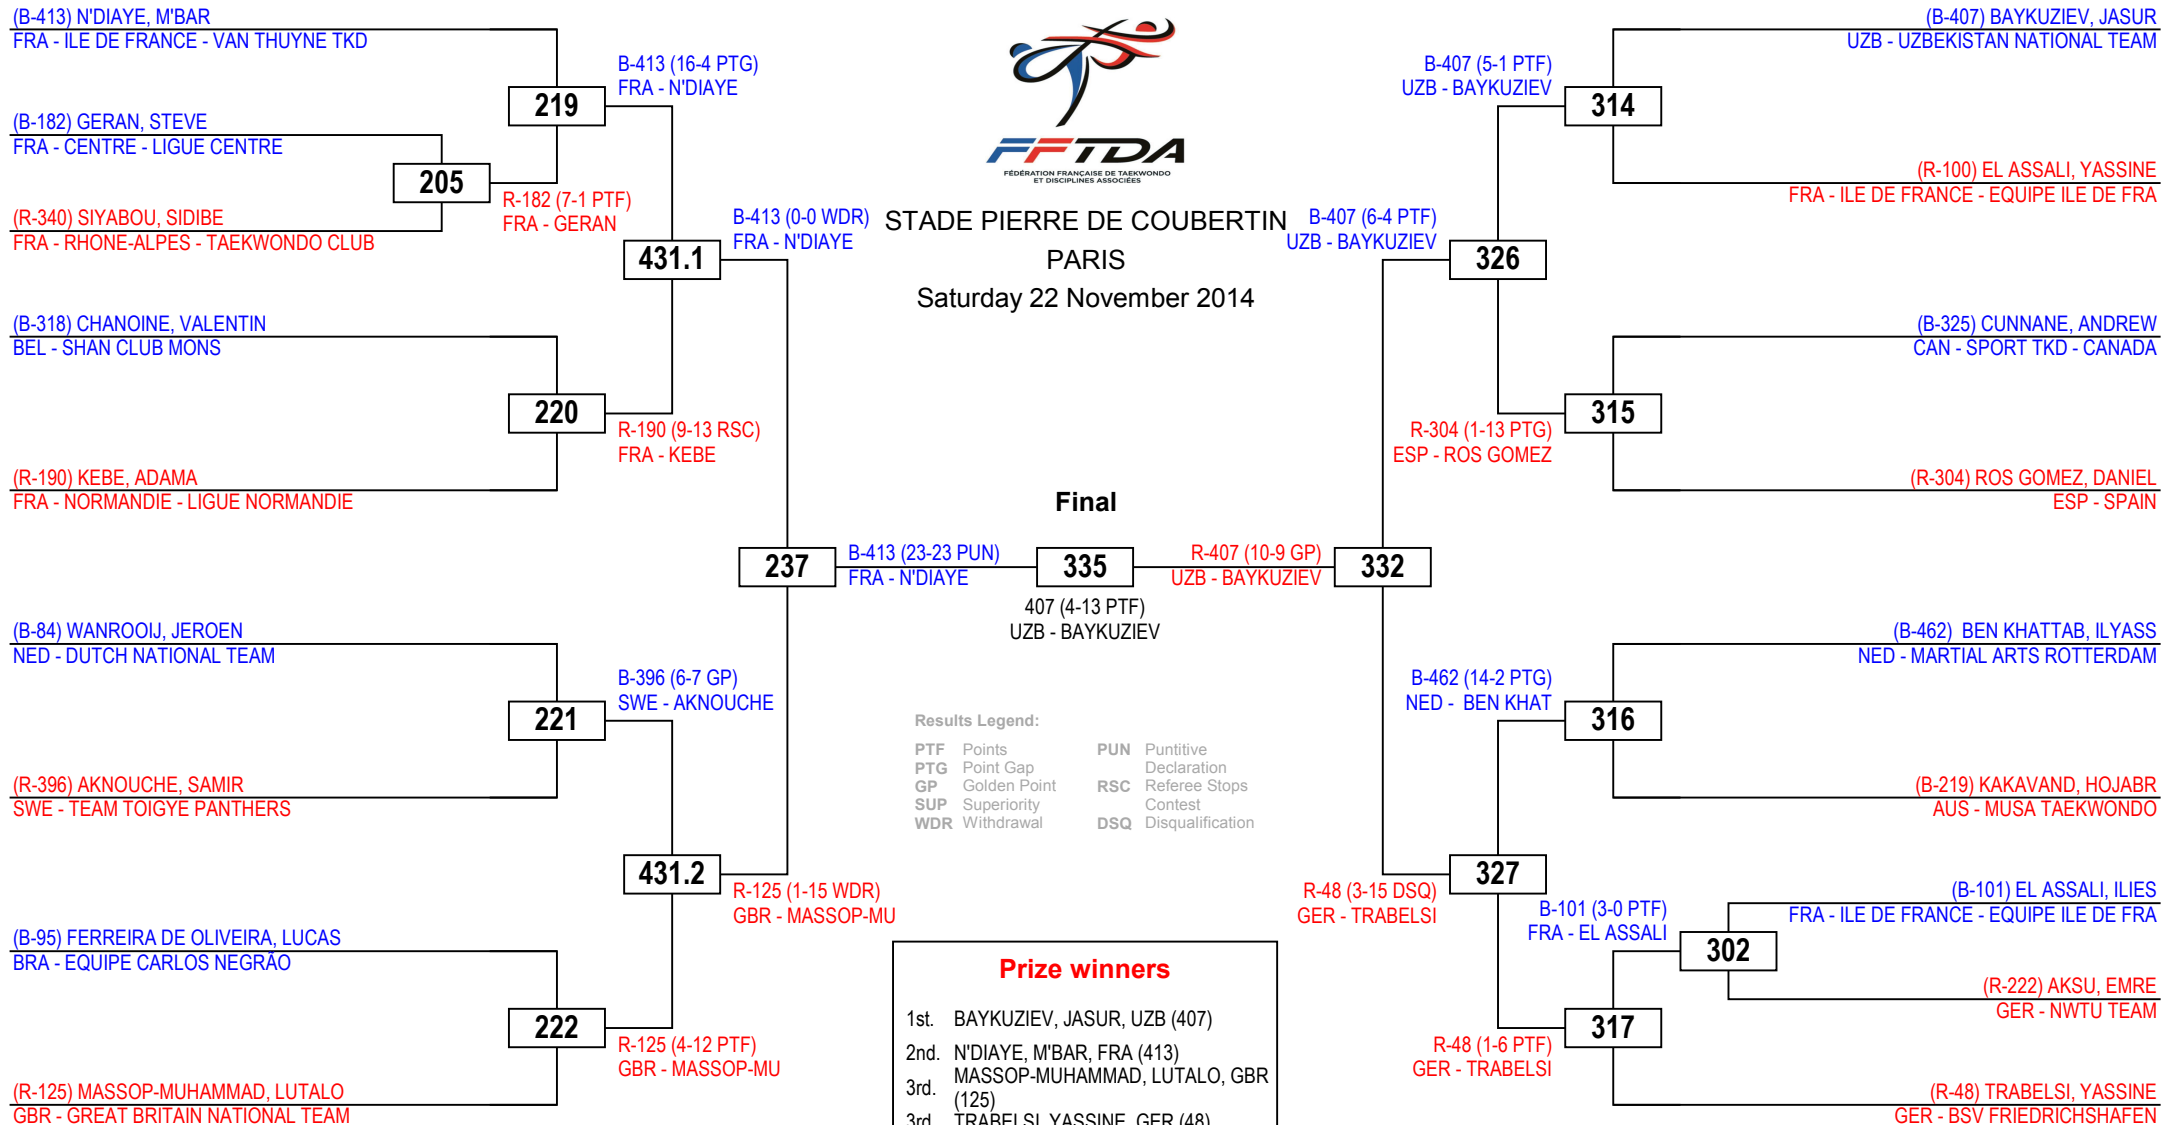 (B-413) N'DIAYE, M'BAR
FRA - ILE DE FRANCE - VAN THUYNE TKD
(B-182) GERAN, STEVE
FRA - CENTRE - LIGUE CENTRE
(R-340) SIYABOU, SIDIBE
FRA - RHONE-ALPES - TAEKWONDO CLUB
(B-318) CHANOINE, VALENTIN
BEL - SHAN CLUB MONS
(R-190) KEBE, ADAMA
FRA - NORMANDIE - LIGUE NORMANDIE
(B-84) WANROOIJ, JEROEN
NED - DUTCH NATIONAL TEAM
(R-396) AKNOUCHE, SAMIR
SWE - TEAM TOIGYE PANTHERS
(B-95) FERREIRA DE OLIVEIRA, LUCAS
BRA - EQUIPE CARLOS NEGRÃO
(R-125) MASSOP-MUHAMMAD, LUTALO
GBR - GREAT BRITAIN NATIONAL TEAM
205
R-182 (7-1 PTF)
FRA - GERAN
219
B-413 (16-4 PTG)
FRA - N'DIAYE
220
R-190 (9-13 RSC)
FRA - KEBE
221
B-396 (6-7 GP)
SWE - AKNOUCHE
222
R-125 (4-12 PTF)
GBR - MASSOP-MU
431.1
B-413 (0-0 WDR)
FRA - N'DIAYE
431.2
R-125 (1-15 WDR)
GBR - MASSOP-MU
237
B-413 (23-23 PUN)
FRA - N'DIAYE
FFTDA
FÉDÉRATION FRANÇAISE DE TAEKWONDO
ET DISCIPLINES ASSOCIÉES
STADE PIERRE DE COUBERTIN
PARIS
Saturday 22 November 2014
Final
335
407 (4-13 PTF)
UZB - BAYKUZIEV
Results Legend:
PTF Points
PTG Point Gap
GP Golden Point
SUP Superiority
WDR Withdrawal
PUN Puntitive
Declaration
RSC Referee Stops
Contest
DSQ Disqualification
Prize winners
1st. BAYKUZIEV, JASUR, UZB (407)
2nd. N'DIAYE, M'BAR, FRA (413)
3rd. MASSOP-MUHAMMAD, LUTALO, GBR
(125)
3rd. TRABELSI, YASSINE, GER (48)
R-407 (10-9 GP)
UZB - BAYKUZIEV
332
B-407 (6-4 PTF)
UZB - BAYKUZIEV
326
R-48 (3-15 DSQ)
GER - TRABELSI
327
B-407 (5-1 PTF)
UZB - BAYKUZIEV
314
R-304 (1-13 PTG)
ESP - ROS GOMEZ
315
B-462 (14-2 PTG)
NED - BEN KHAT
316
R-48 (1-6 PTF)
GER - TRABELSI
317
B-101 (3-0 PTF)
FRA - EL ASSALI
302
(B-407) BAYKUZIEV, JASUR
UZB - UZBEKISTAN NATIONAL TEAM
(R-100) EL ASSALI, YASSINE
FRA - ILE DE FRANCE - EQUIPE ILE DE FRA
(B-325) CUNNANE, ANDREW
CAN - SPORT TKD - CANADA
(R-304) ROS GOMEZ, DANIEL
ESP - SPAIN
(B-462) BEN KHATTAB, ILYASS
NED - MARTIAL ARTS ROTTERDAM
(B-219) KAKAVAND, HOJABR
AUS - MUSA TAEKWONDO
(B-101) EL ASSALI, ILIES
FRA - ILE DE FRANCE - EQUIPE ILE DE FRA
(R-222) AKSU, EMRE
GER - NWTU TEAM
(R-48) TRABELSI, YASSINE
GER - BSV FRIEDRICHSHAFEN